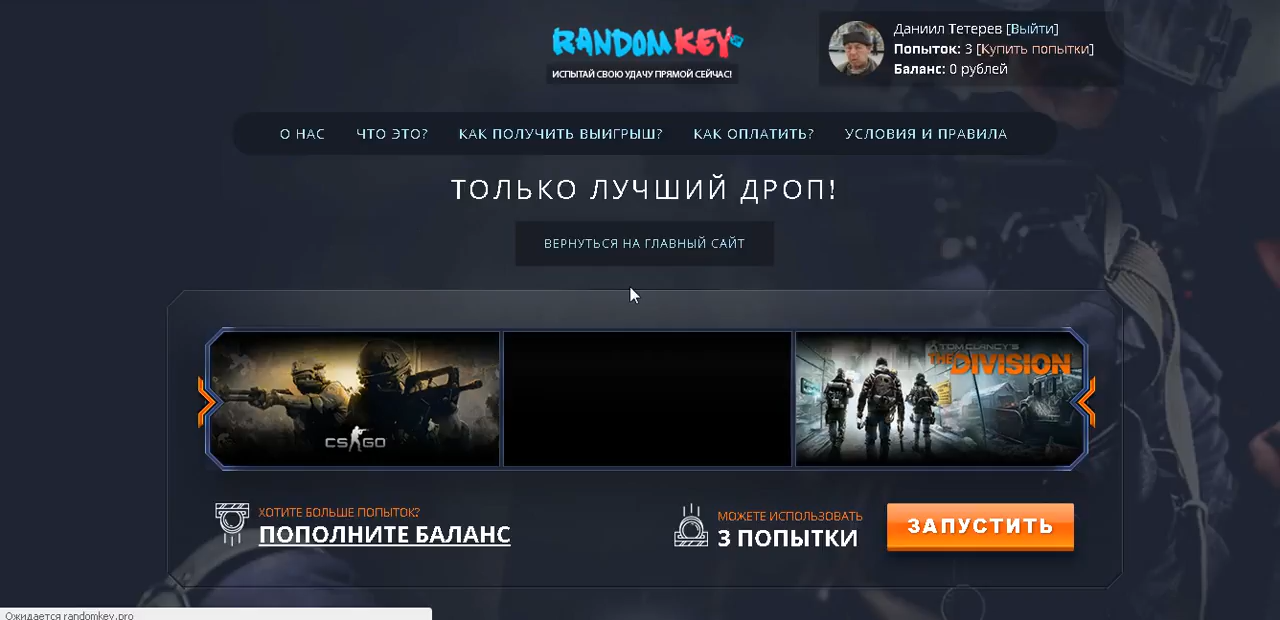 RANDOMKEY
ИСПЫТАЙ СВОЮ УДАЧУ ПРЯМОЙ СЕЙЧАС!
Даниил Тетерев [Выйти]
Попыток: 3 [Купить попытки]
Баланс: 0 рублей
О НАС ЧТО ЭТО? КАК ПОЛУЧИТЬ ВЫИГРЫШ? КАК ОПЛАТИТЬ? УСЛОВИЯ И ПРАВИЛА
ТОЛЬКО ЛУЧШИЙ ДРОП!
ВЕРНУТЬСЯ НА ГЛАВНЫЙ САЙТ
CS GO
TOM CLANCY'S
THE DIVISION
ХОТИТЕ БОЛЬШЕ ПОПЫТОК?
ПОПОЛНИТЕ БАЛАНС
МОЖЕТЕ ИСПОЛЬЗОВАТЬ
3 ПОПЫТКИ
ЗАПУСТИТЬ
Ожидается randomkey.pro